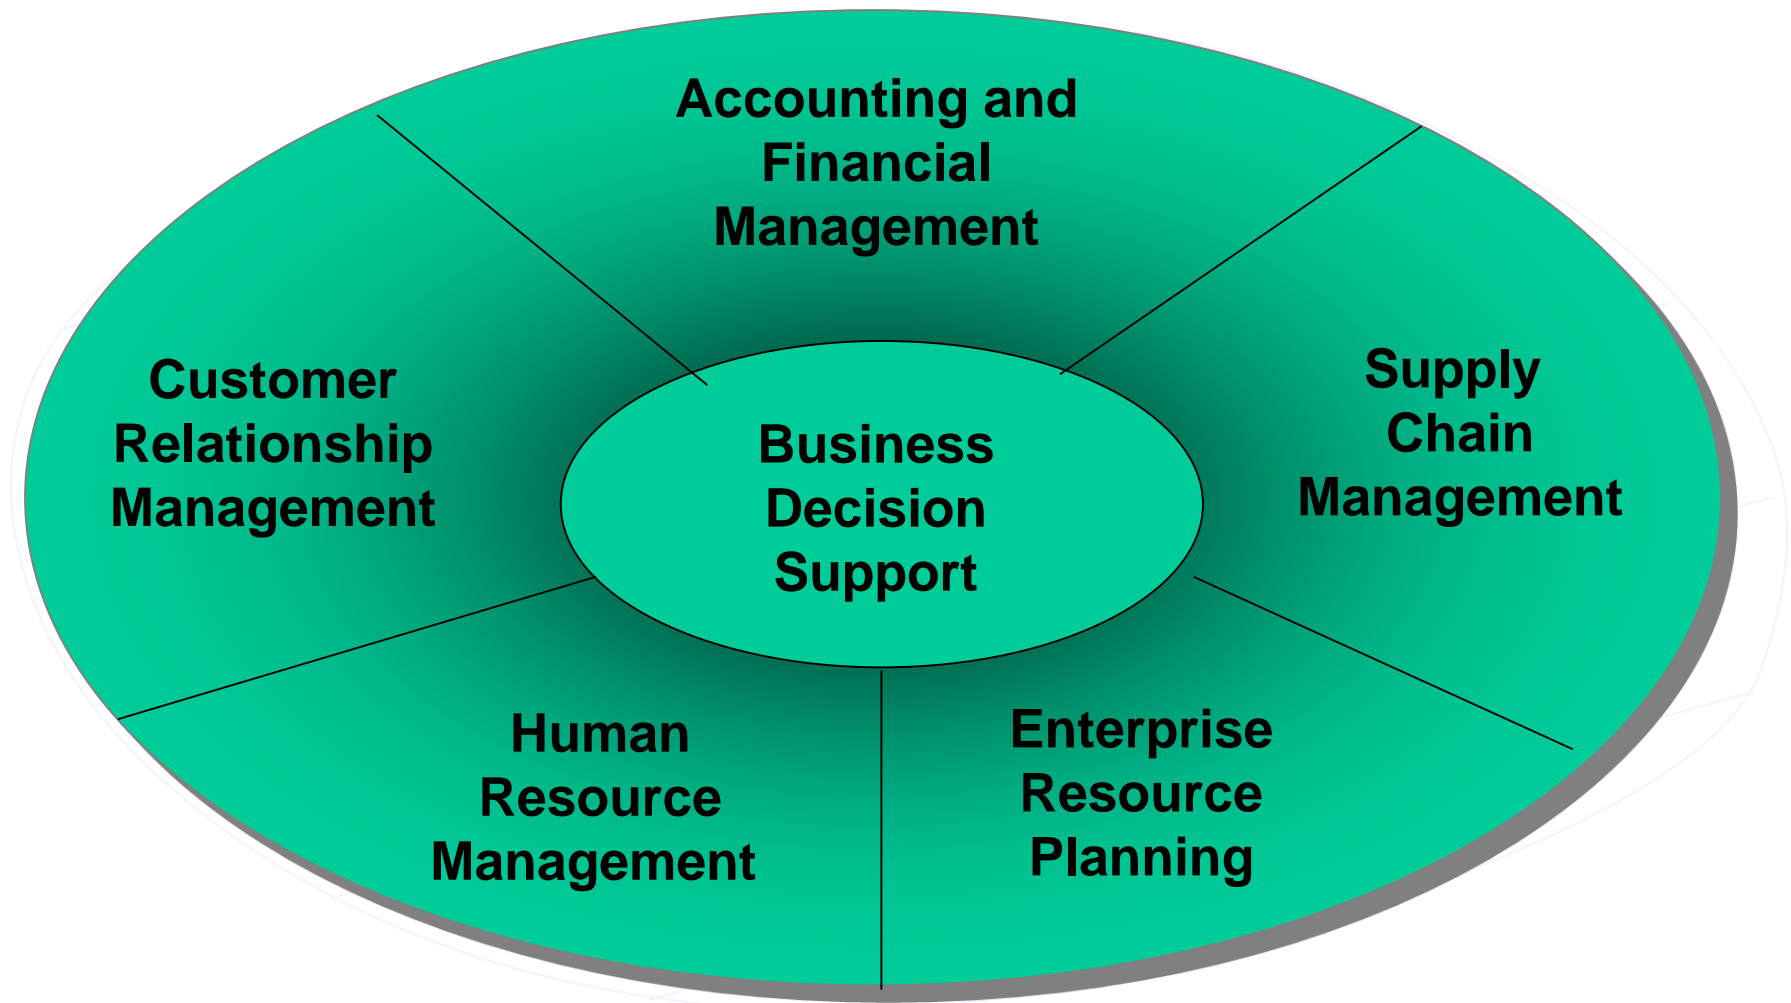 Accounting and
Financial
Management
Customer
Relationship
Management
Supply
Chain
Management
Business
Decision
Support
Human
Resource
Management
Enterprise
Resource
Planning